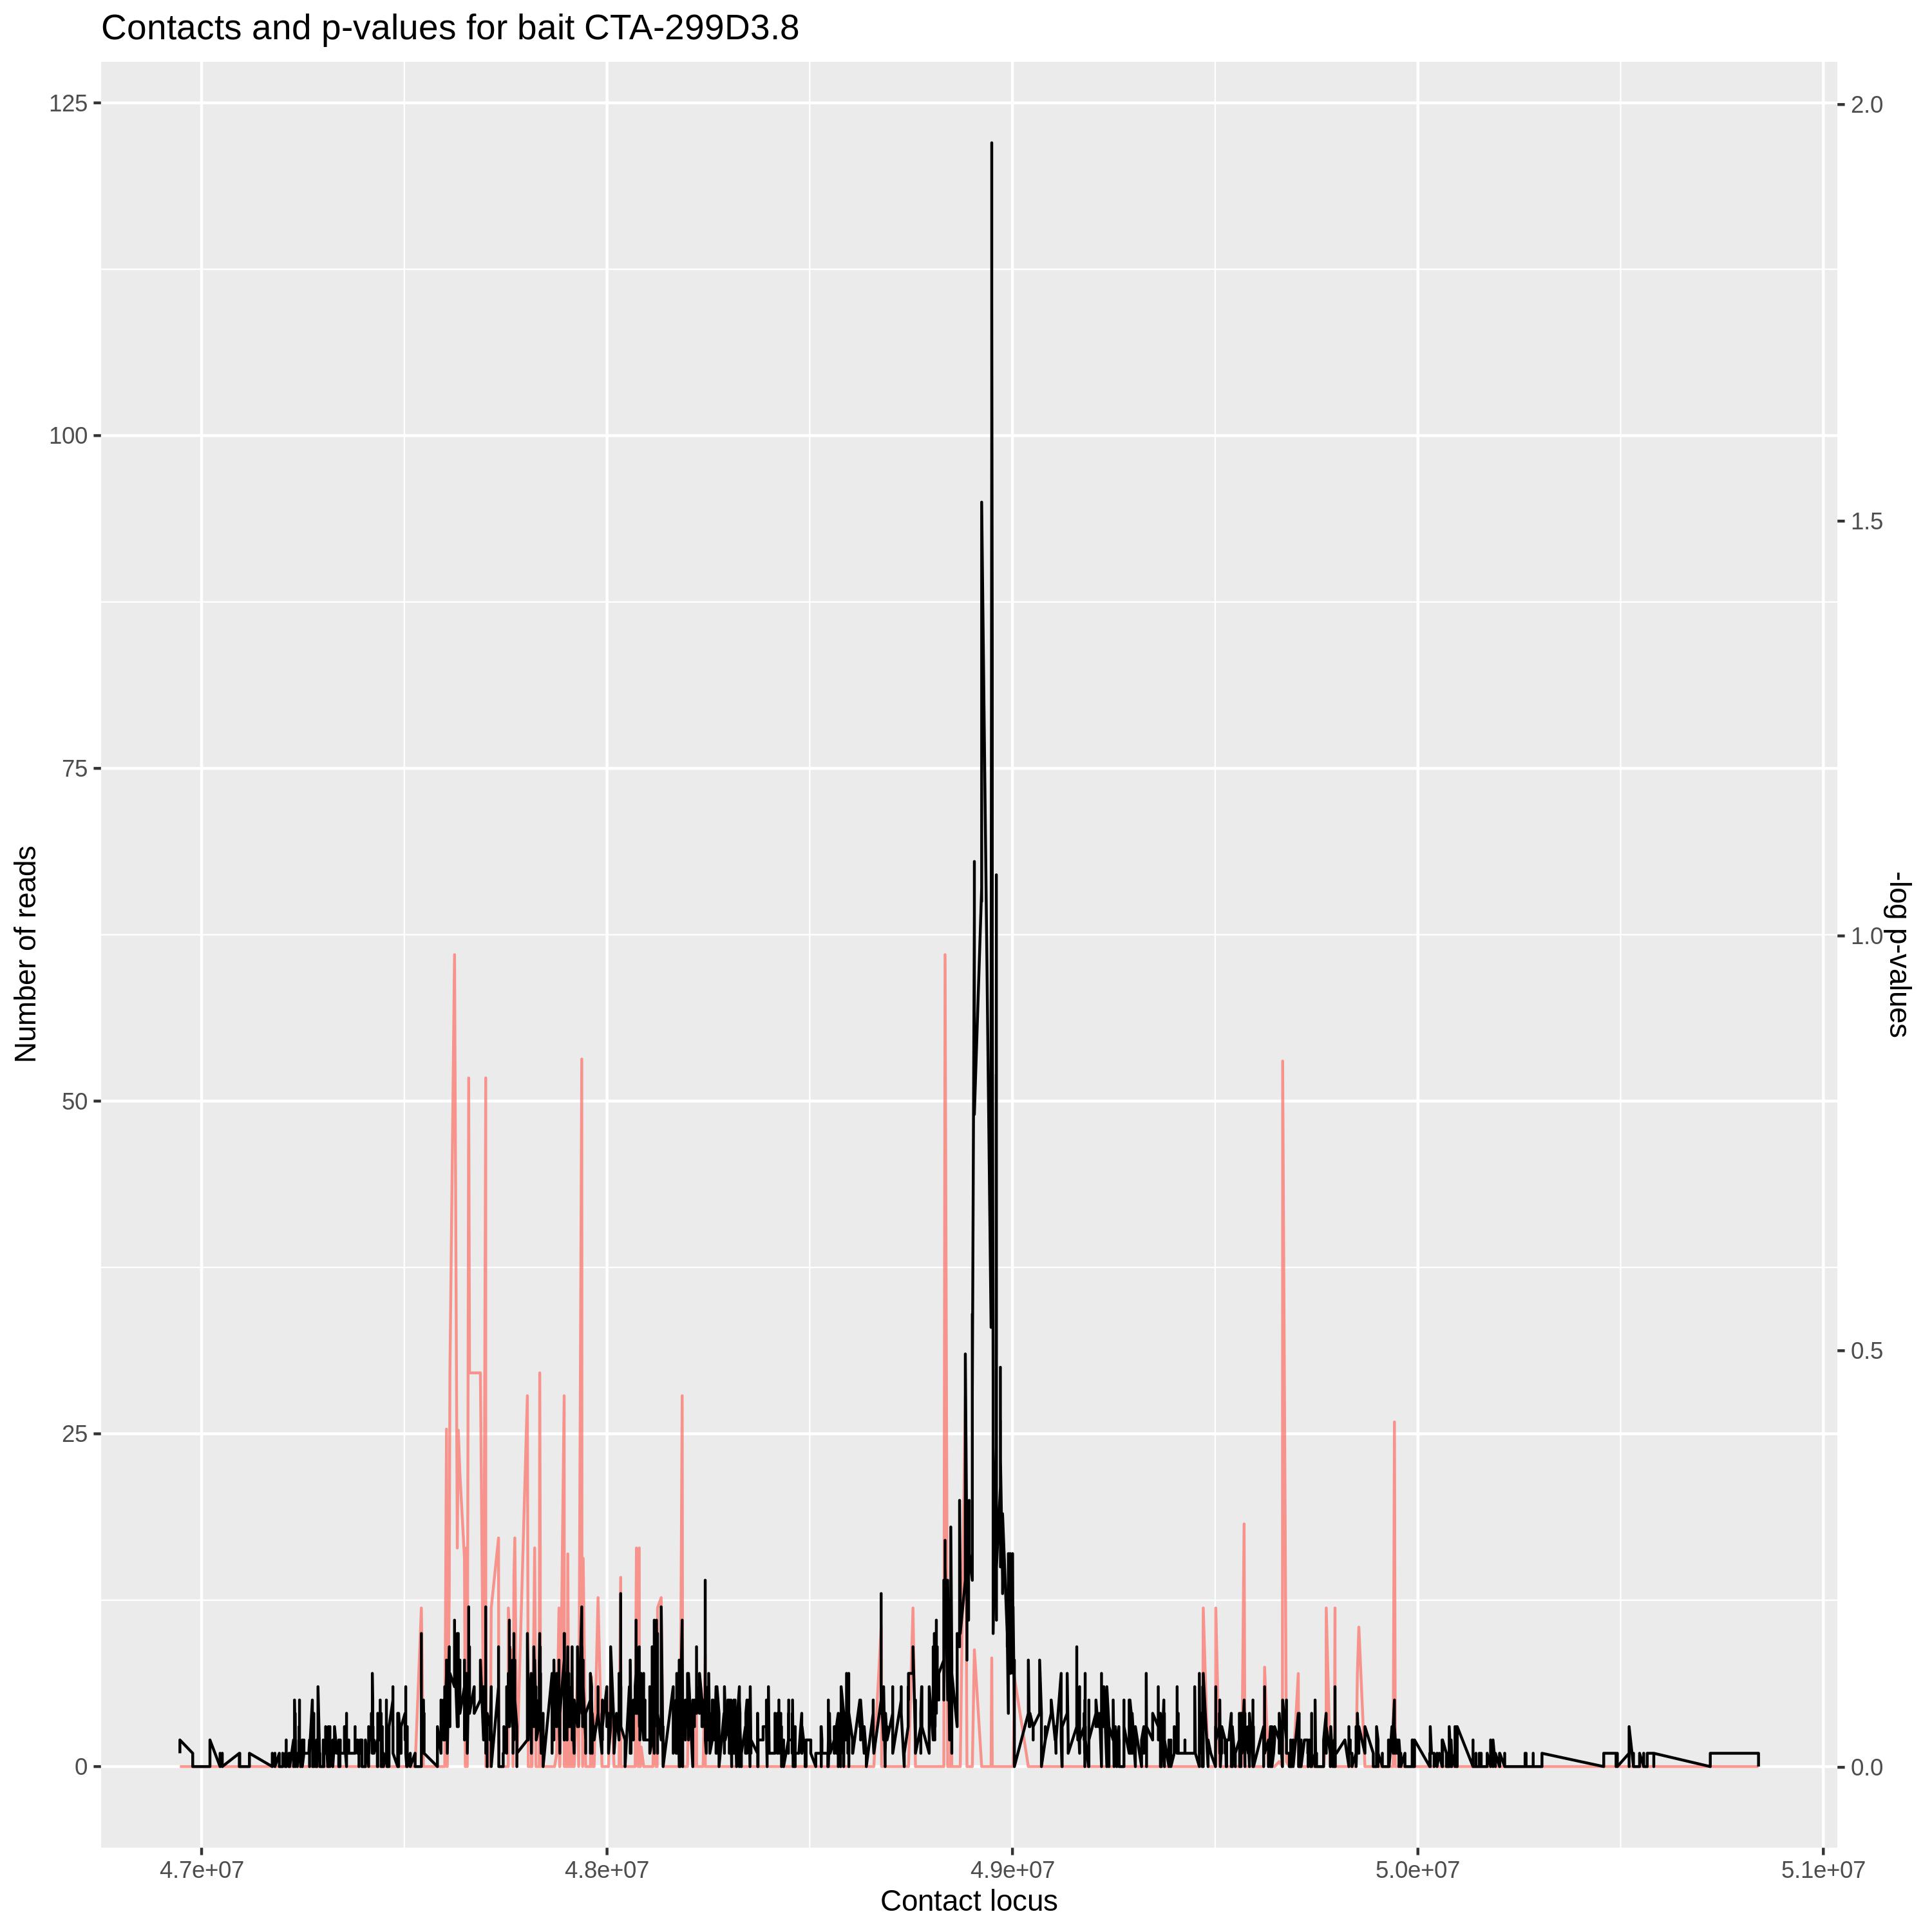 Contacts and p-values for bait CTA-299D3.8
125
100
75
50
25
0
Number of reads
2.0
1.5
1.0
0.5
0.0
-log p-values
4.7e+07 4.8e+07 4.9e+07 5.0e+07 5.1e+07
Contact locus